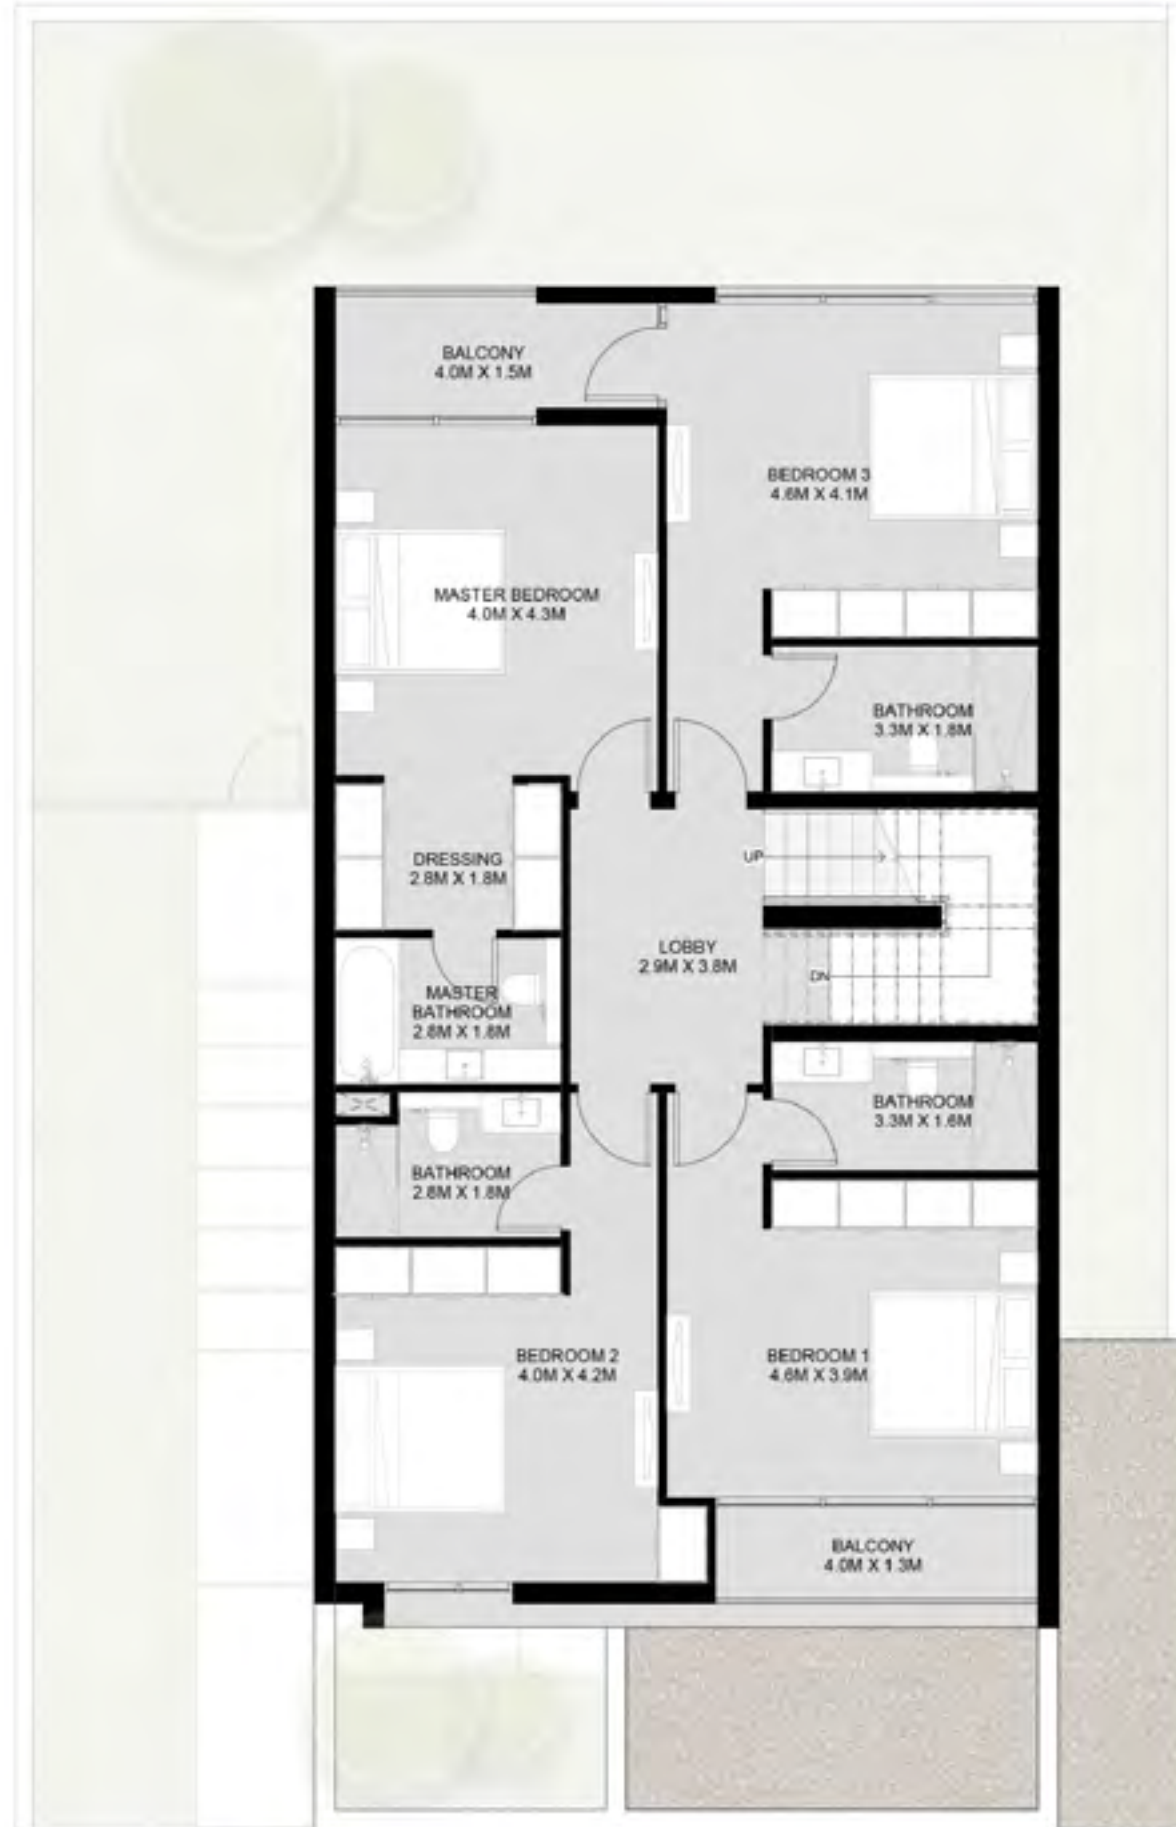 BALCONY
4.0M X 1.5M
BEDROOM 3
4.6M X 4.1M
MASTER BEDROOM
4.0M X 4.3M
BATHROOM
3.3M X 1.8M
DRESSING
2.8M X 1.8M
UP
LOBBY
2.9M X 3.8M
DN
MASTER
BATHROOM
2.8M X 1.8M
BATHROOM
3.3M X 1.6M
BATHROOM
2.8M X 1.8M
BEDROOM 2
4.0M X 4.2M
BEDROOM 1
4.6M X 3.9M
BALCONY
4.0M X 1.3M